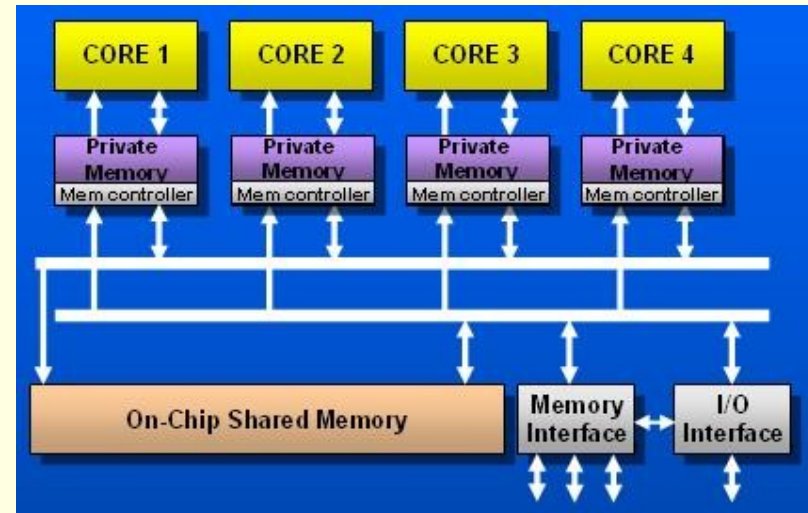 CORE 1
CORE 2
CORE 3
CORE 4
Private
Memory
Mem controller
Private
Memory
Mem controller
Private
Memory
Mem controller
Private
Memory
Mem controller
On-Chip Shared Memory
Memory
Interface
I/O
Interface